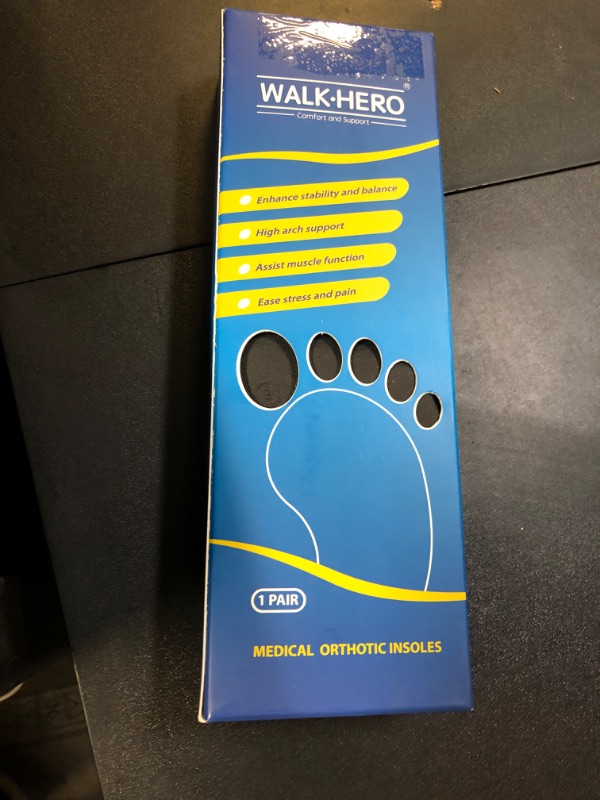 WALK·HERO®
Comfort and Support
Enhance stability and balance
High arch support
Assist muscle function
Ease stress and pain
1 PAIR
MEDICAL ORTHOTIC INSOLES